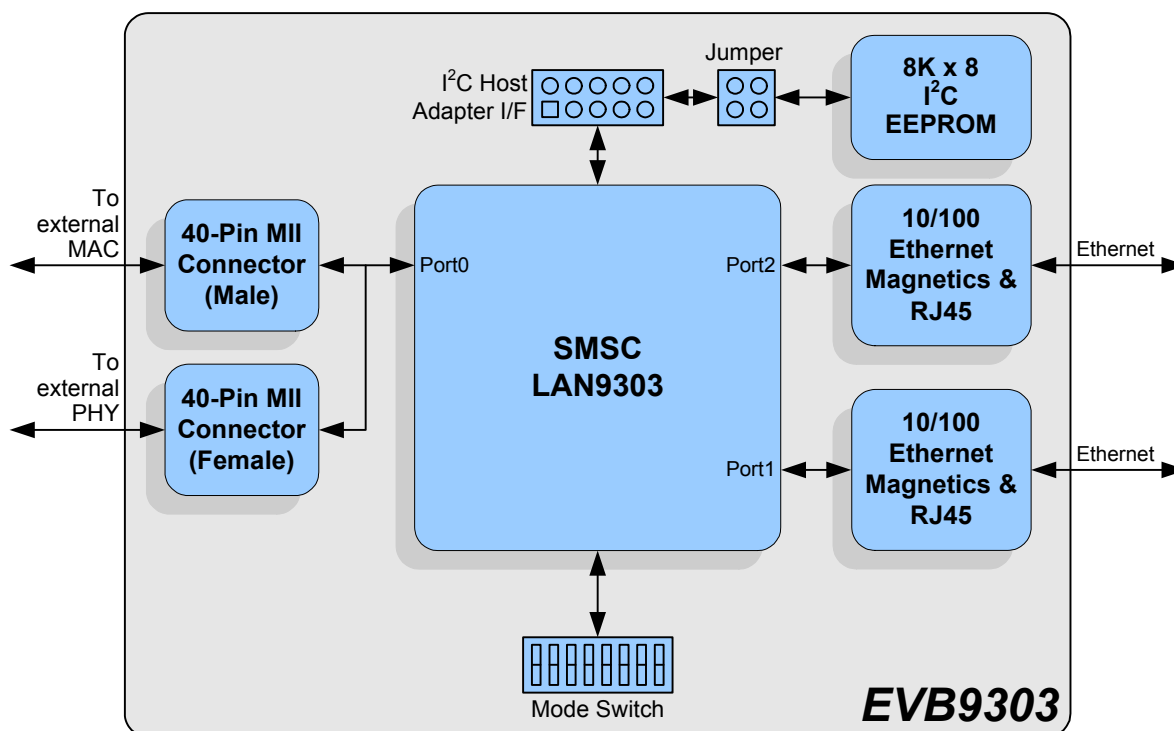 Jumper
I²C Host
Adapter I/F
8K x 8
I²C
EEPROM
To
external
MAC
40-Pin MII
Connector
(Male)
Port0
Port2
10/100
Ethernet
Magnetics &
RJ45
Ethernet
SMSC
LAN9303
To
external
PHY
40-Pin MII
Connector
(Female)
Port1
10/100
Ethernet
Magnetics &
RJ45
Ethernet
Mode Switch
EVB9303